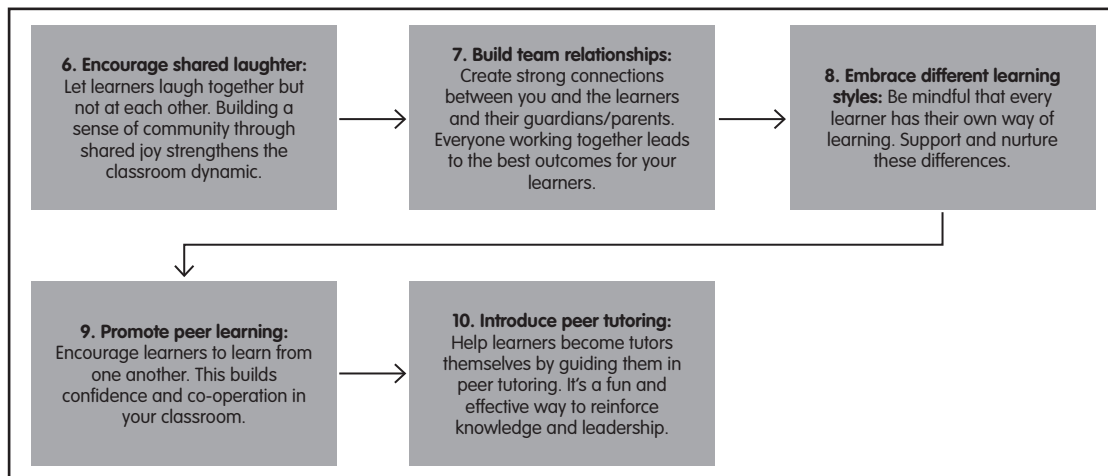 6. Encourage shared laughter:
Let learners laugh together but
not at each other. Building a
sense of community through
shared joy strengthens the
classroom dynamic.
7. Build team relationships:
Create strong connections
between you and the learners
and their guardians/parents.
Everyone working together leads
to the best outcomes for your
learners.
8. Embrace different learning
styles: Be mindful that every
learner has their own way of
learning. Support and nurture
these differences.
9. Promote peer learning:
Encourage learners to learn from
one another. This builds
confidence and co-operation in
your classroom.
10. Introduce peer tutoring:
Help learners become tutors
themselves by guiding them in
peer tutoring. It’s a fun and
effective way to reinforce
knowledge and leadership.